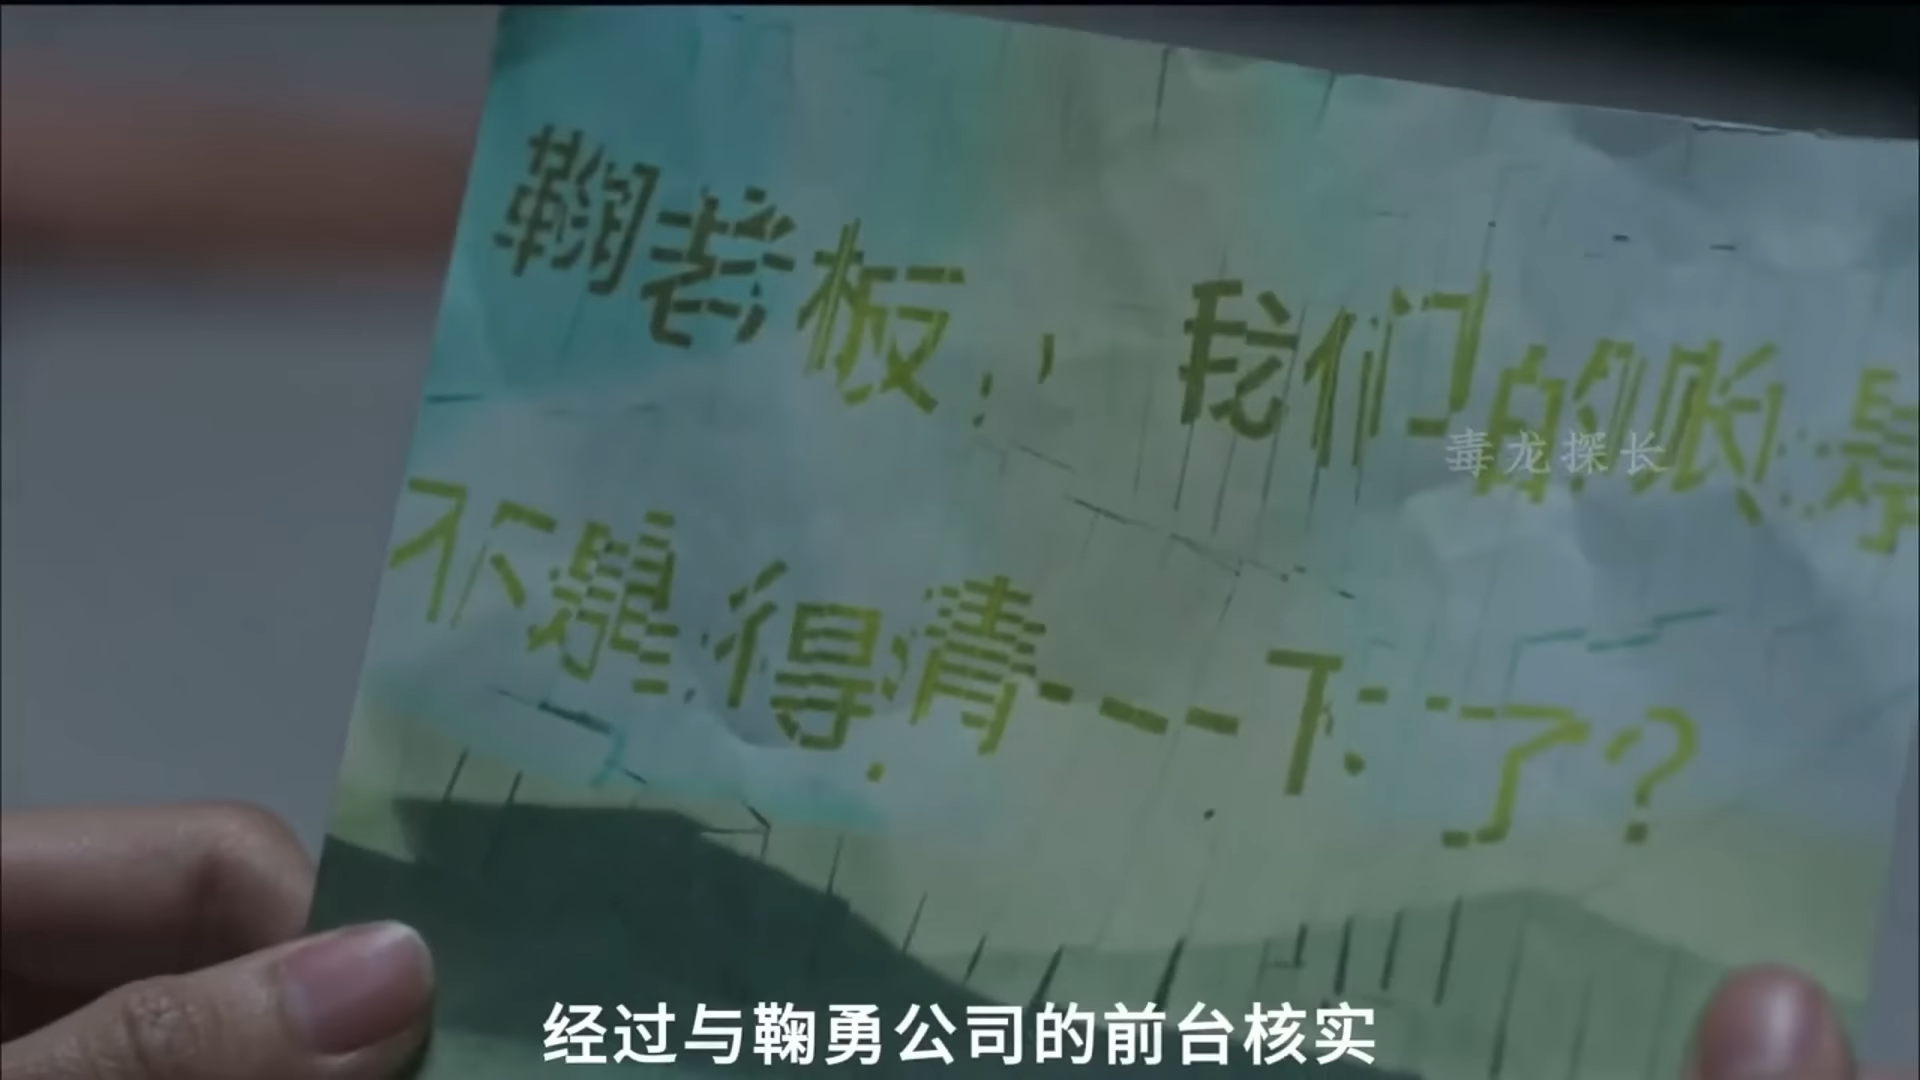 鞠老板，我们的账是
不是得清一下了？
毒龙探长
经过与鞠勇公司的前台核实